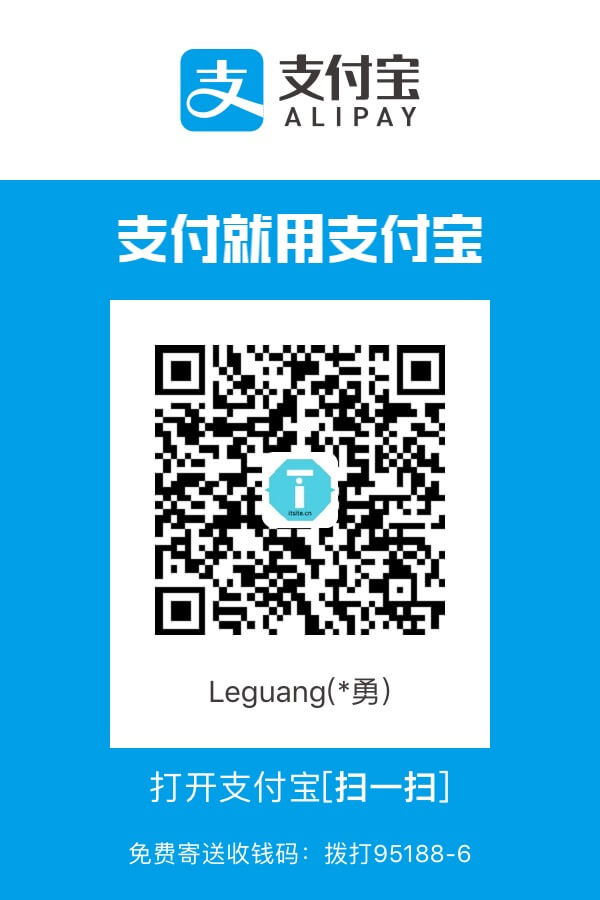 支
支付宝
ALIPAY
支付就用支付宝
itsite.cn
Leguang(*勇)
打开支付宝[扫一扫]
免费寄送收钱码：拨打95188-6